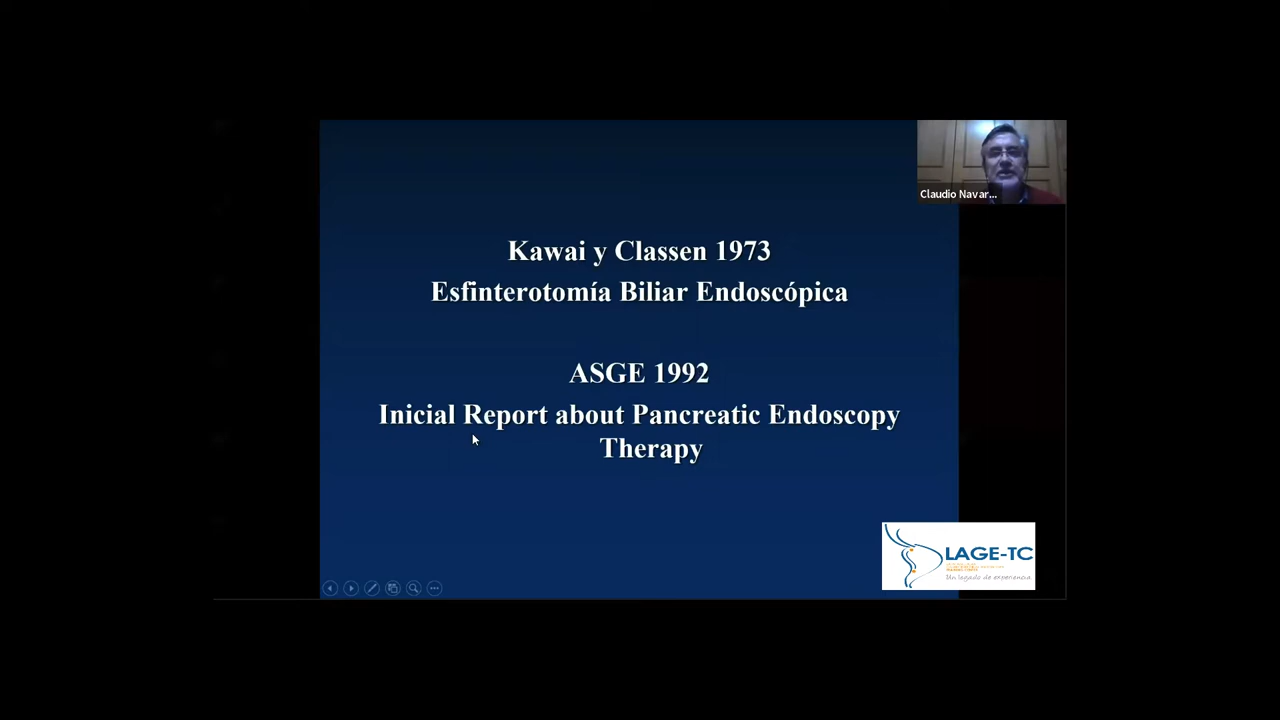 Claudio Navar...
Kawai y Classen 1973
Esfinterotomía Biliar Endoscópica
ASGE 1992
Inicial Report about Pancreatic Endoscopy
Therapy
LAGE-TC
Un lagado de experiencia